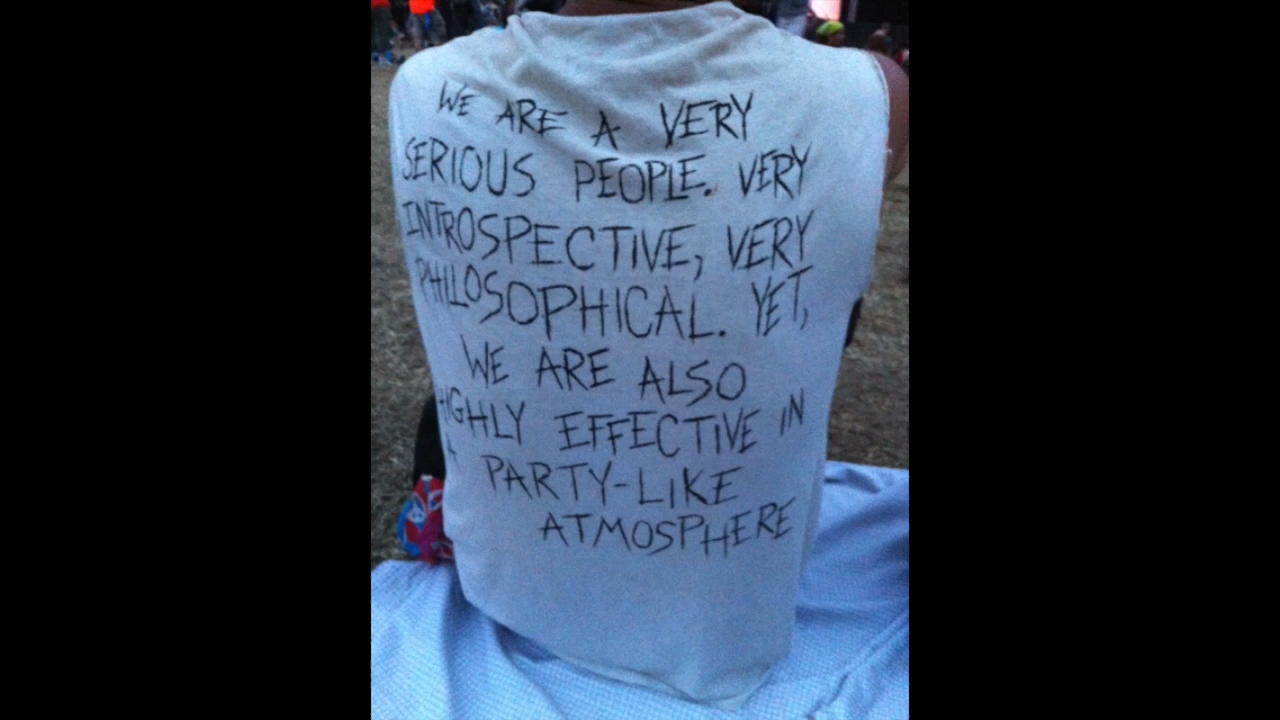 WE ARE A VERY
SERIOUS PEOPLE. VERY
INTROSPECTIVE, VERY
PHILOSOPHICAL. YET,
WE ARE ALSO
HIGHLY EFFECTIVE IN
A PARTY-LIKE
ATMOSPHERE